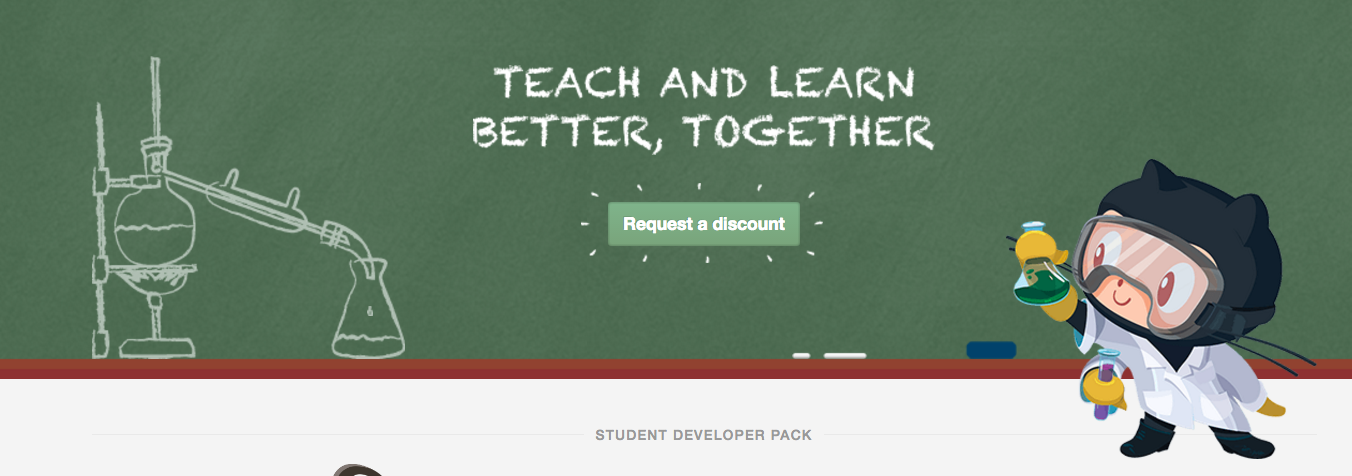 TEACH AND LEARN
BETTER, TOGETHER
Request a discount
STUDENT DEVELOPER PACK